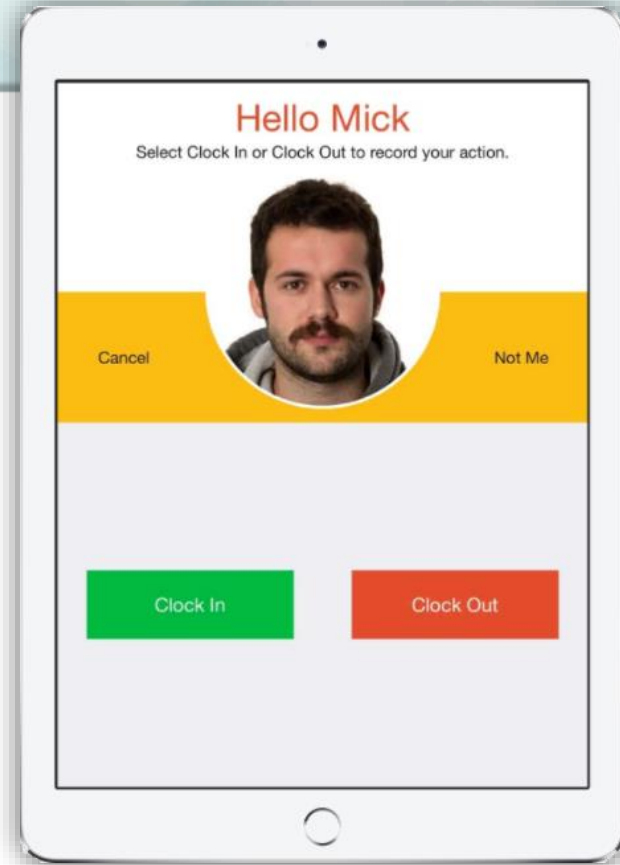 Hello Mick
Select Clock In or Clock Out to record your action.
Cancel
Not Me
Clock In
Clock Out